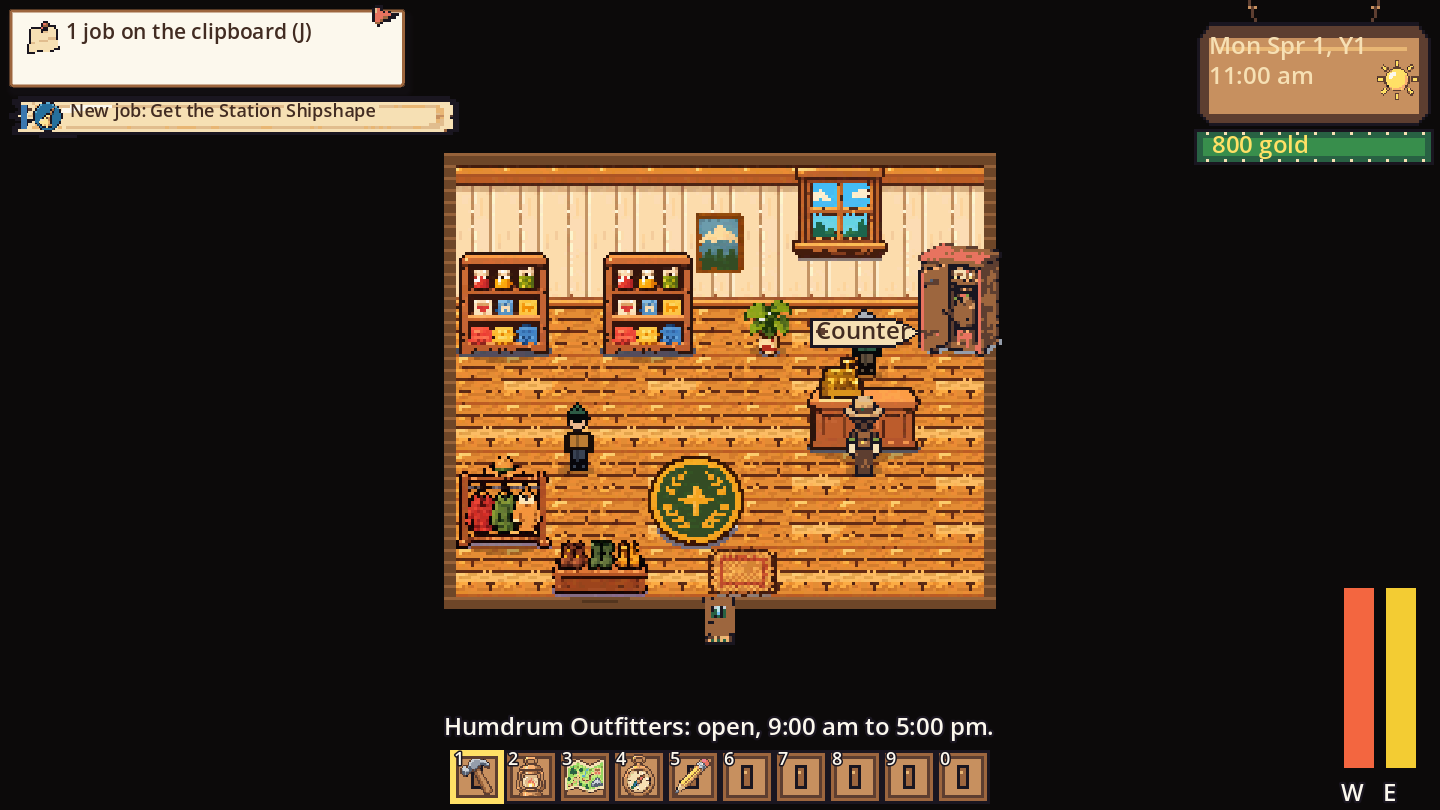 1 job on the clipboard (J)
New job: Get the Station Shipshape
Mon Spr 1, Y1
11:00 am
800 gold
Counter
Humdrum Outfitters: open, 9:00 am to 5:00 pm.
1 2 3 4 5 6 7 8 9 0
W E